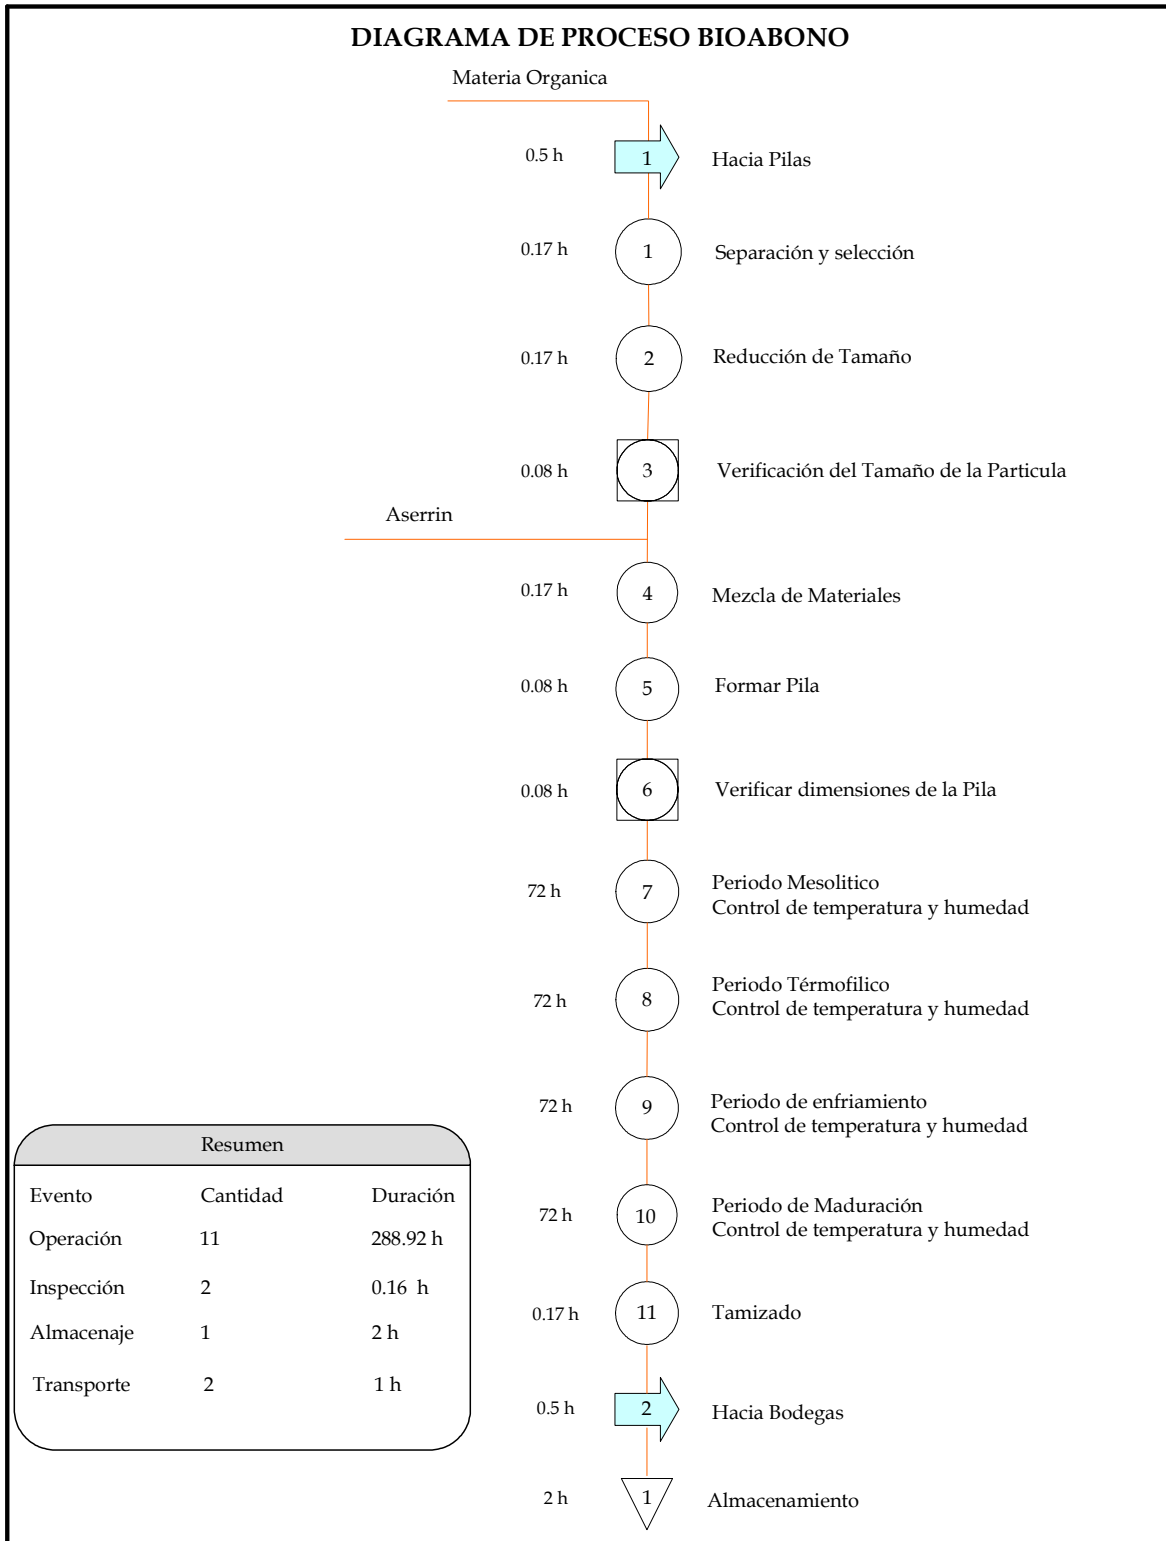 DIAGRAMA DE PROCESO BIOABONO
Materia Organica
0.5 h 1 Hacia Pilas
0.17 h 1 Separación y selección
0.17 h 2 Reducción de Tamaño
0.08 h 3 Verificación del Tamaño de la Particula
Aserrin
0.17 h 4 Mezcla de Materiales
0.08 h 5 Formar Pila
0.08 h 6 Verificar dimensiones de la Pila
72 h 7 Periodo Mesolitico
Control de temperatura y humedad
72 h 8 Periodo Térmofilico
Control de temperatura y humedad
72 h 9 Periodo de enfriamiento
Control de temperatura y humedad
72 h 10 Periodo de Maduración
Control de temperatura y humedad
0.17 h 11 Tamizado
0.5 h 2 Hacia Bodegas
2 h 1 Almacenamiento
Resumen
Evento Cantidad Duración
Operación 11 288.92 h
Inspección 2 0.16 h
Almacenaje 1 2 h
Transporte 2 1 h